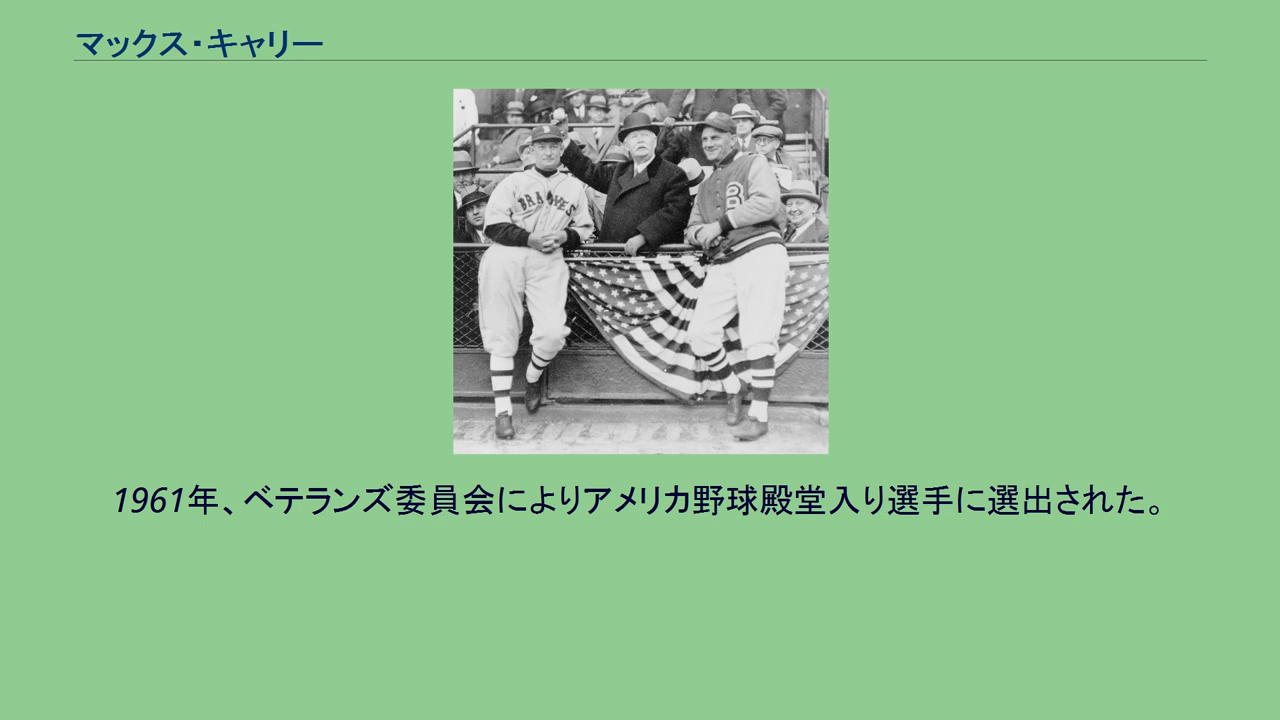 マックス・キャリー
BRAVES
B
1961年、ベテランズ委員会によりアメリカ野球殿堂入り選手に選出された。